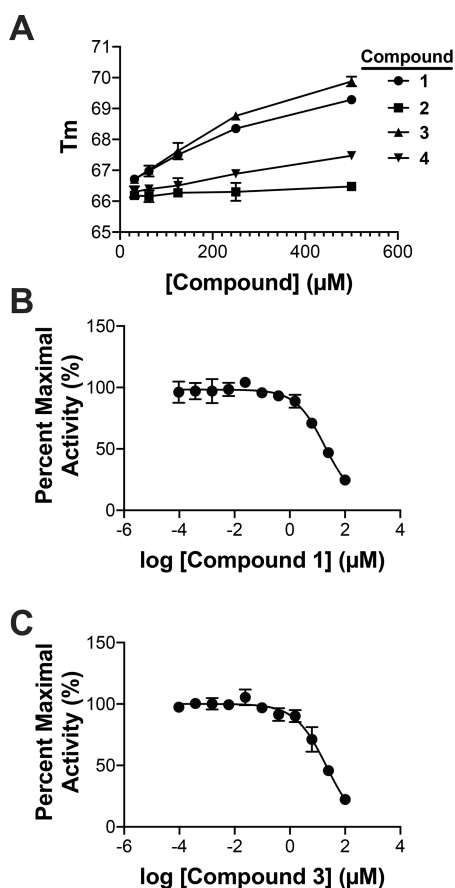 A
71
70
69
68
67
66
65
Tm
0
200
400
600
[Compound] (µM)
Compound
1
2
3
4
B
150
100
50
0
Percent Maximal
Activity (%)
-6
-4
-2
0
2
4
log [Compound 1] (µM)
C
150
100
50
0
Percent Maximal
Activity (%)
-6
-4
-2
0
2
4
log [Compound 3] (µM)